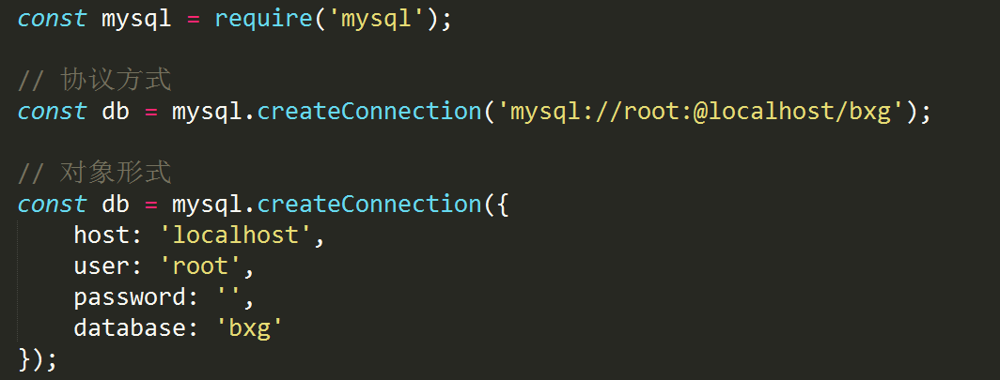 const mysql = require('mysql');
// 协议方式
const db = mysql.createConnection('mysql://root:@localhost/bxg');
// 对象形式
const db = mysql.createConnection({
    host: 'localhost',
    user: 'root',
    password: '',
    database: 'bxg'
});